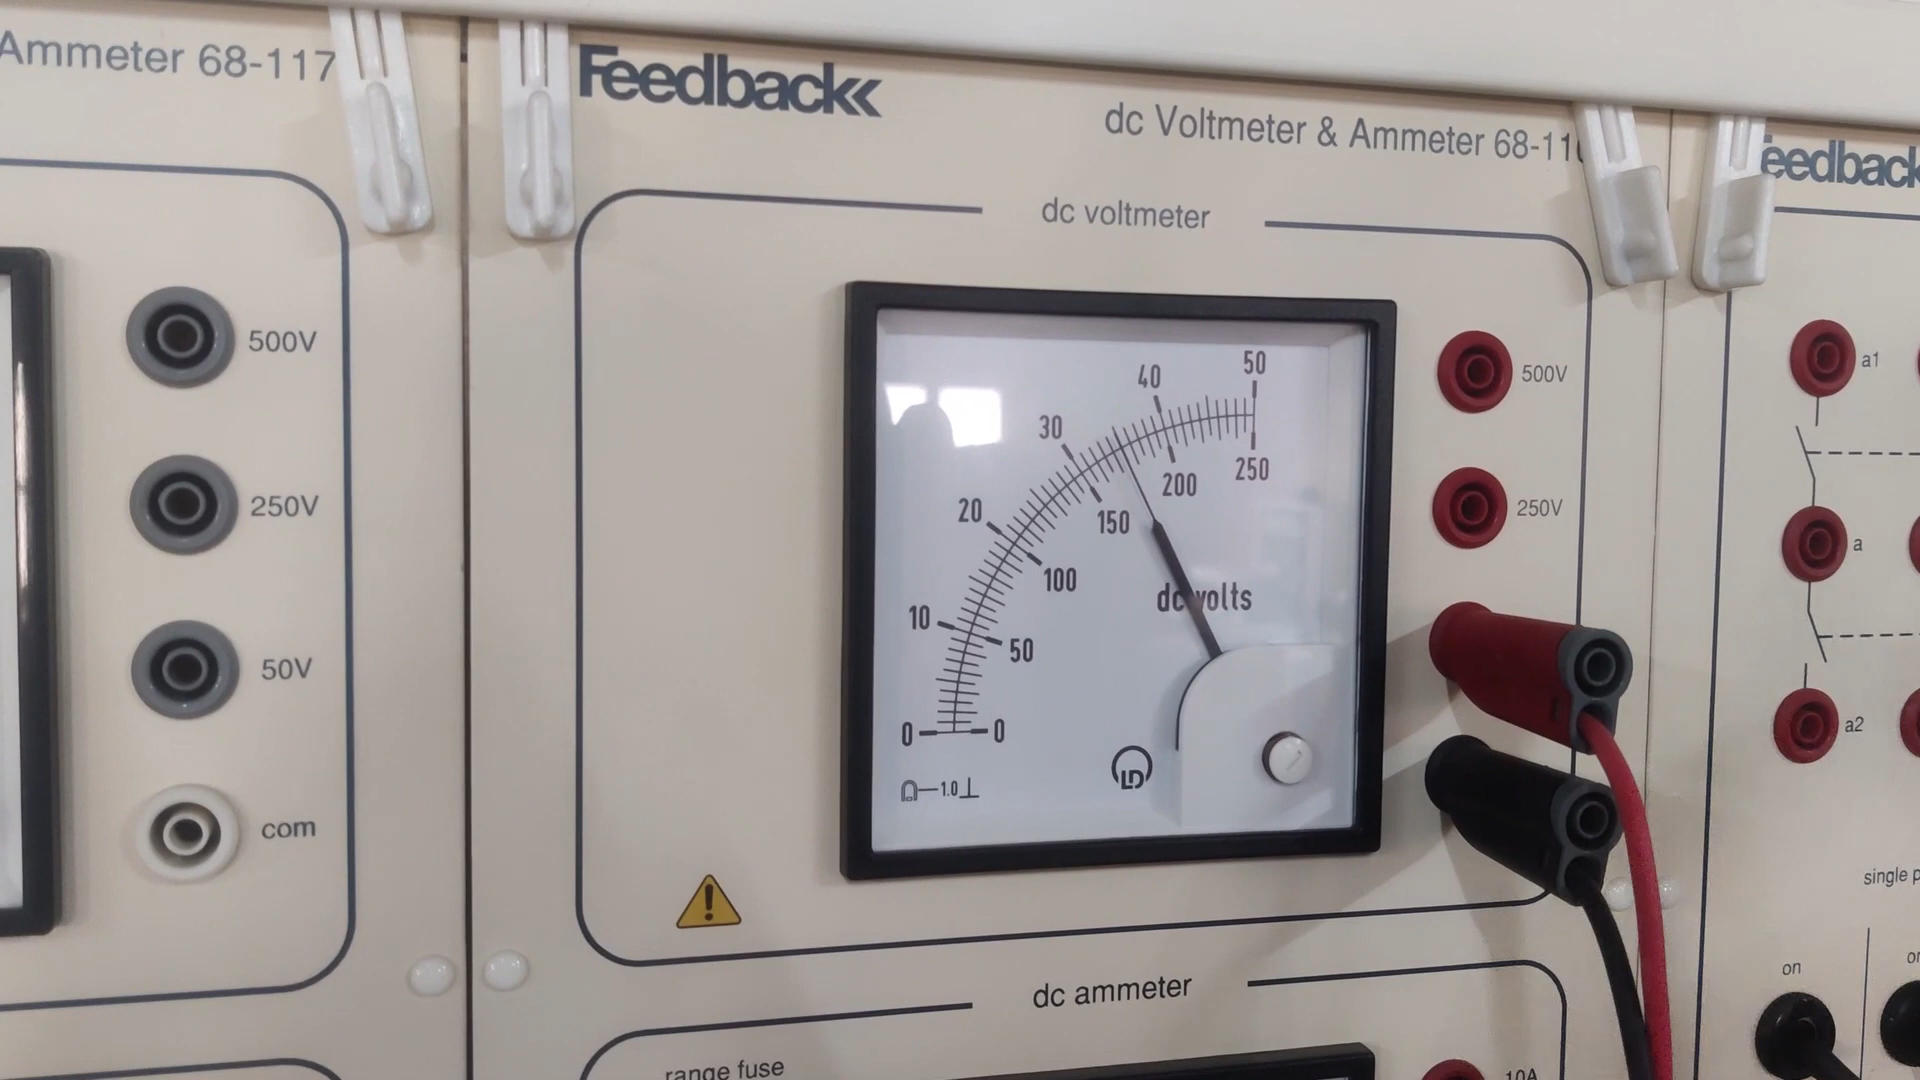 Ammeter 68-117
500V
250V
50V
com
Feedback
dc Voltmeter & Ammeter 68-11
dc voltmeter
50
40
30
20
10
0
250
200
150
100
50
0
dc volts
1.0
LD
500V
250V
dc ammeter
range fuse
10A
eedback
a1
a
a2
single p
on